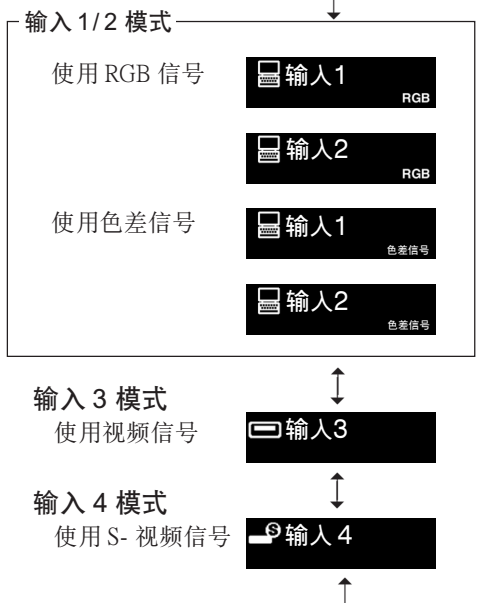 输入1/2 模式
使用 RGB 信号
输入1
RGB
输入2
RGB
使用色差信号
输入1
色差信号
输入2
色差信号
输入 3 模式
使用视频信号
输入3
输入 4 模式
使用 S- 视频信号
S
输入 4